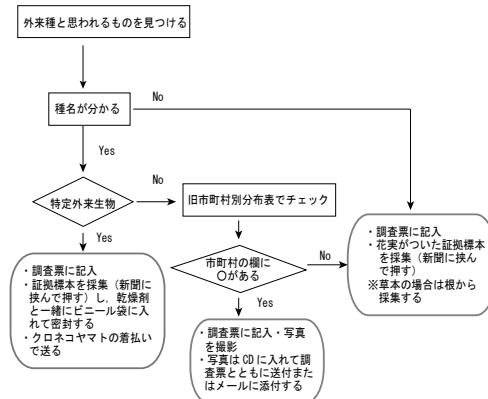 外来種と思われるものを見つける
No
種名が分かる
Yes
No
特定外来生物
旧市町村別分布表でチェック
Yes
・調査票に記入
・証拠標本を採集（新聞に
挟んで押す）し，乾燥剤
と一緒にビニール袋に入
れて密封する
・クロネコヤマトの着払い
で送る
市町村の欄に
〇がある
No
Yes
・調査票に記入・写真
を撮影
・写真は CD に入れて調
査票とともに送付また
はメールに添付する
・調査票に記入
・花実がついた証拠標本
を採集（新聞に挟ん
で押す）
※草本の場合は根から
採集する